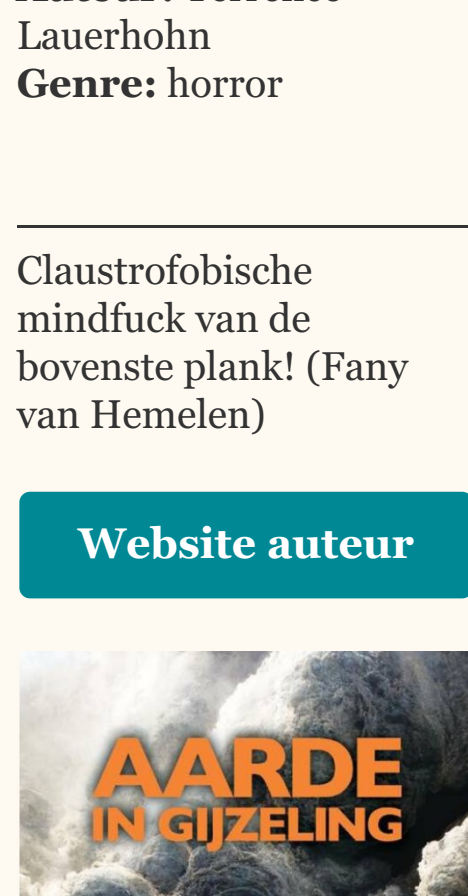 Lauerhohn
Genre: horror
Claustrofobische
mindfuck van de
bovenste plank! (Fany
van Hemelen)
Website auteur
AARDE
IN GIJZELING